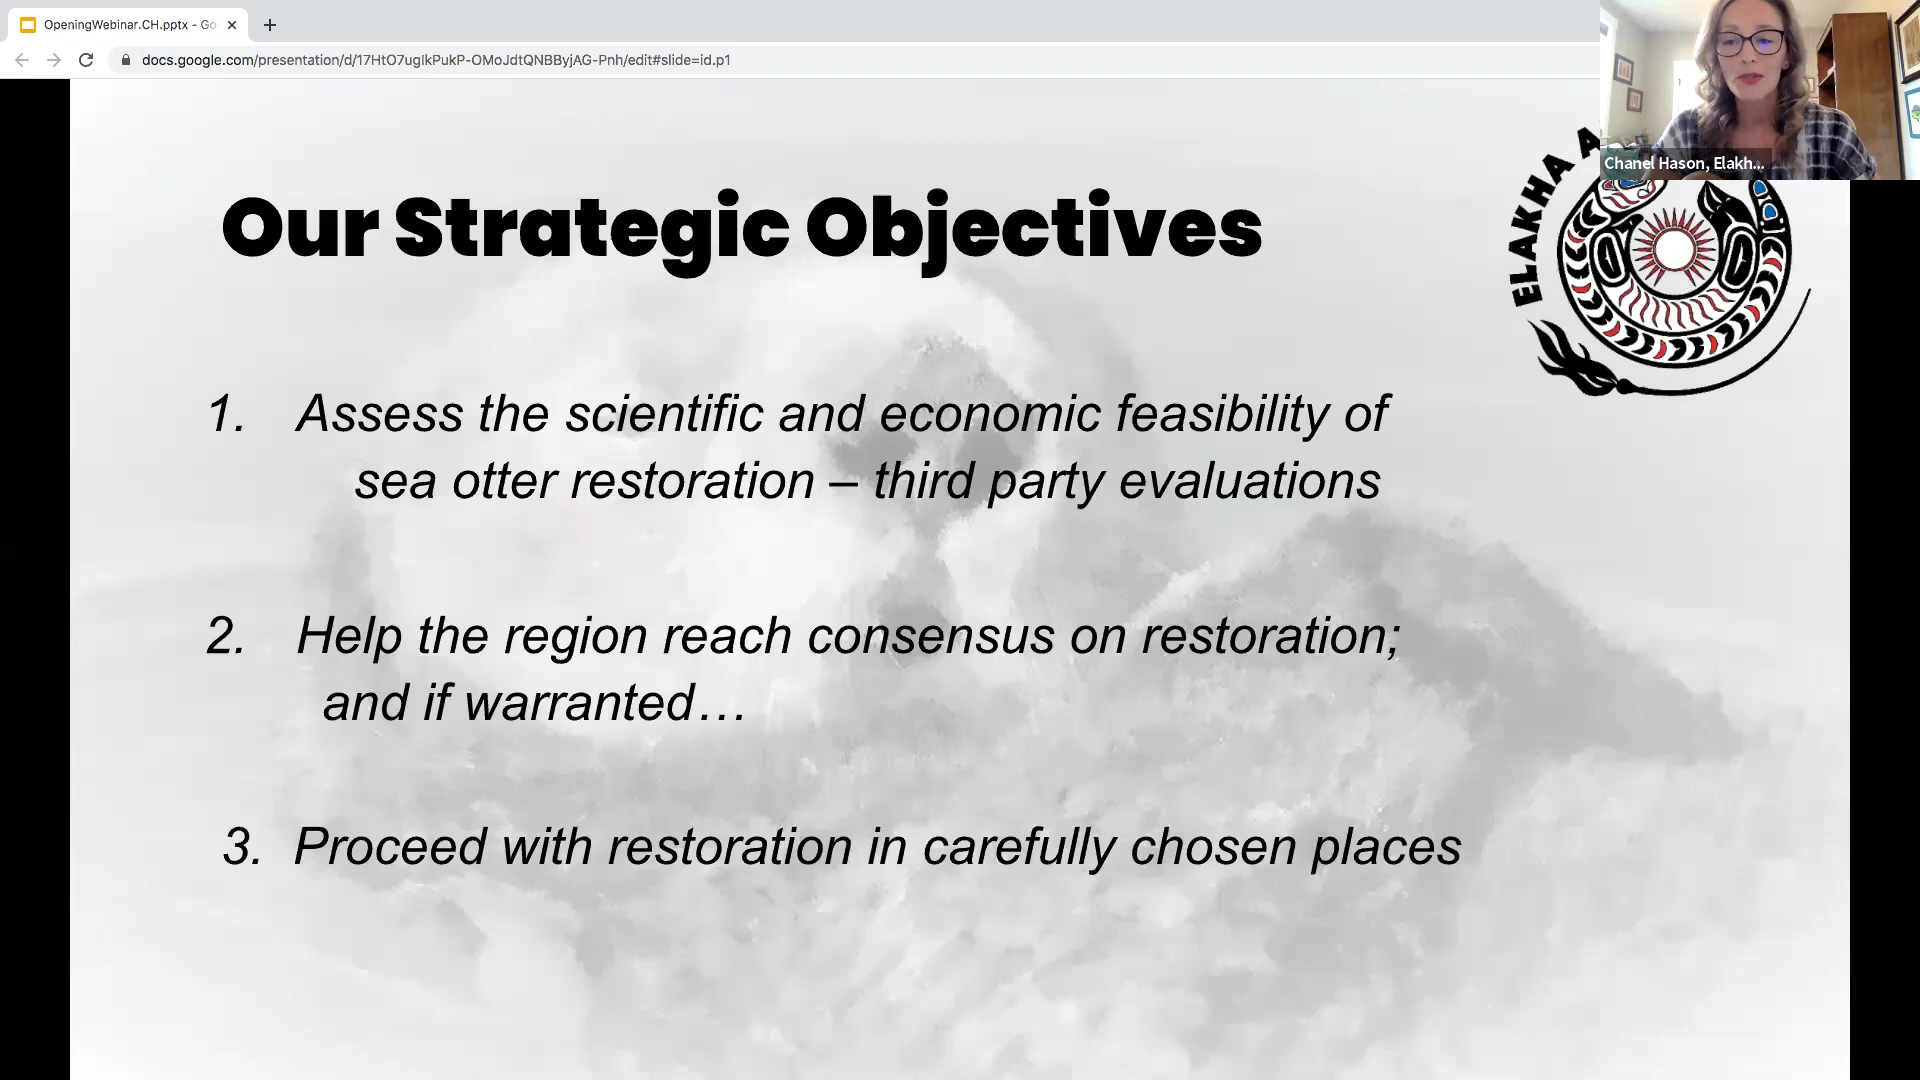 OpeningWebinar.CH.pptx - Go
docs.google.com/presentation/d/17HtO7uglkPukP-OMoJdtQNBByjAG-Pnh/edit#slide=id.p1
Chanel Hason, Elakh...
ELAKHA A
Our Strategic Objectives
1. Assess the scientific and economic feasibility of
sea otter restoration – third party evaluations
2. Help the region reach consensus on restoration;
and if warranted…
3. Proceed with restoration in carefully chosen places